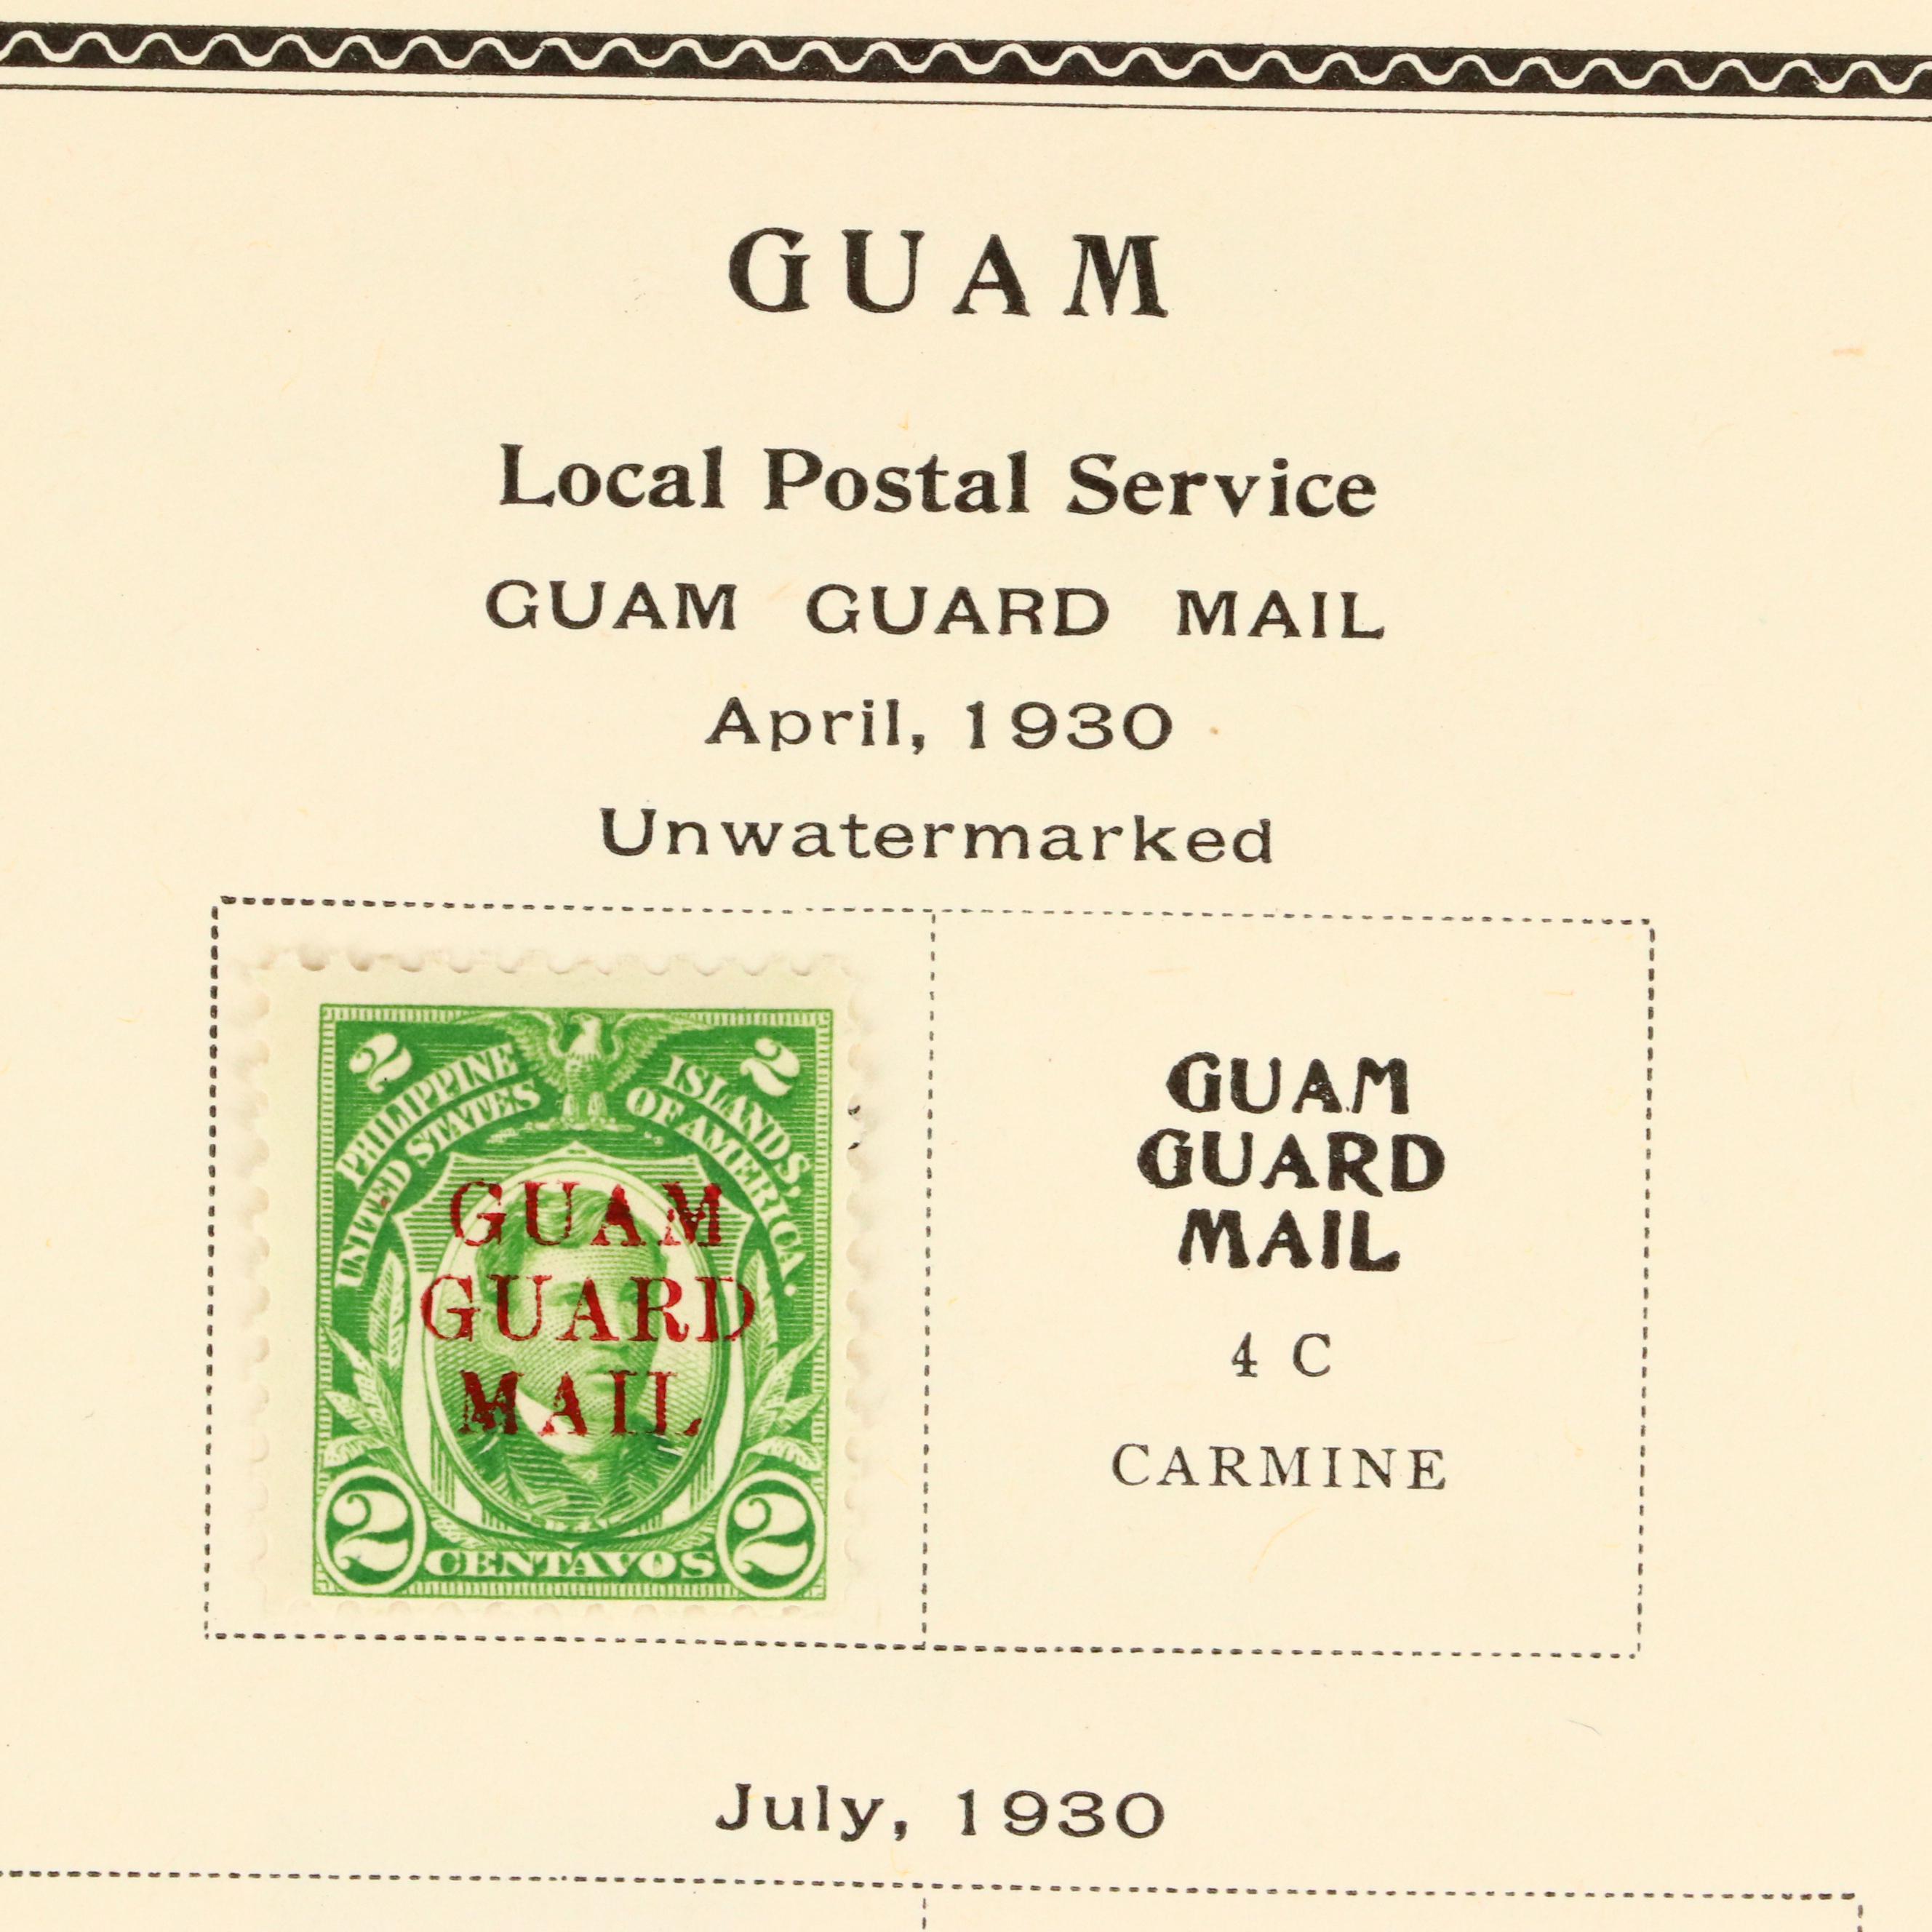 GUAM
Local Postal Service
GUAM GUARD MAIL
April, 1930
Unwatermarked
2 2
PHILIPPINE ISLANDS,
UNITED STATES OF AMERICA.
GUAM
GUARD
MAIL
2 CENTAVOS 2
GUAM
GUARD
MAIL
4 C
CARMINE
July, 1930